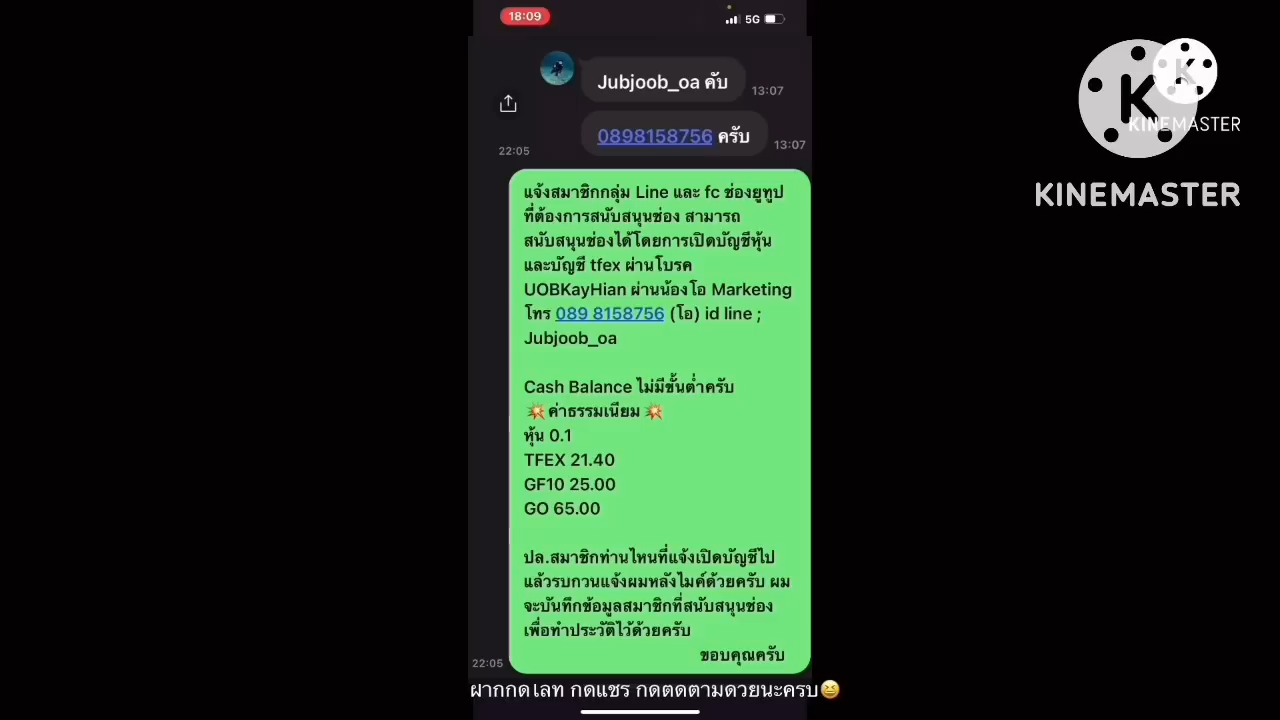 18:09
5G
Jubjoob_oa คับ
13:07
0898158756 ครับ
13:07
22:05
แจ้งสมาชิกกลุ่ม Line และ fc ช่องยูทูป
ที่ต้องการสนับสนุนช่อง สามารถ
สนับสนุนช่องได้โดยการเปิดบัญชีหุ้น
และบัญชี tfex ผ่านโบรค
UOBKayHian ผ่านน้องโอ Marketing
โทร 089 8158756 (โอ) id line ;
Jubjoob_oa
Cash Balance ไม่มีขั้นต่ำครับ
💥ค่าธรรมเนียม💥
หุ้น 0.1
TFEX 21.40
GF10 25.00
GO 65.00
ปล.สมาชิกท่านไหนที่แจ้งเปิดบัญชีไป
แล้วรบกวนแจ้งผมหลังไมค์ด้วยครับ ผม
จะบันทึกข้อมูลสมาชิกที่สนับสนุนช่อง
เพื่อทำประวัติไว้ด้วยครับ
ขอบคุณครับ
22:05
ฝากกดไลท กดแชร กดตดตามดวยนะครบ😆
K
K
KINEMASTER
KINEMASTER